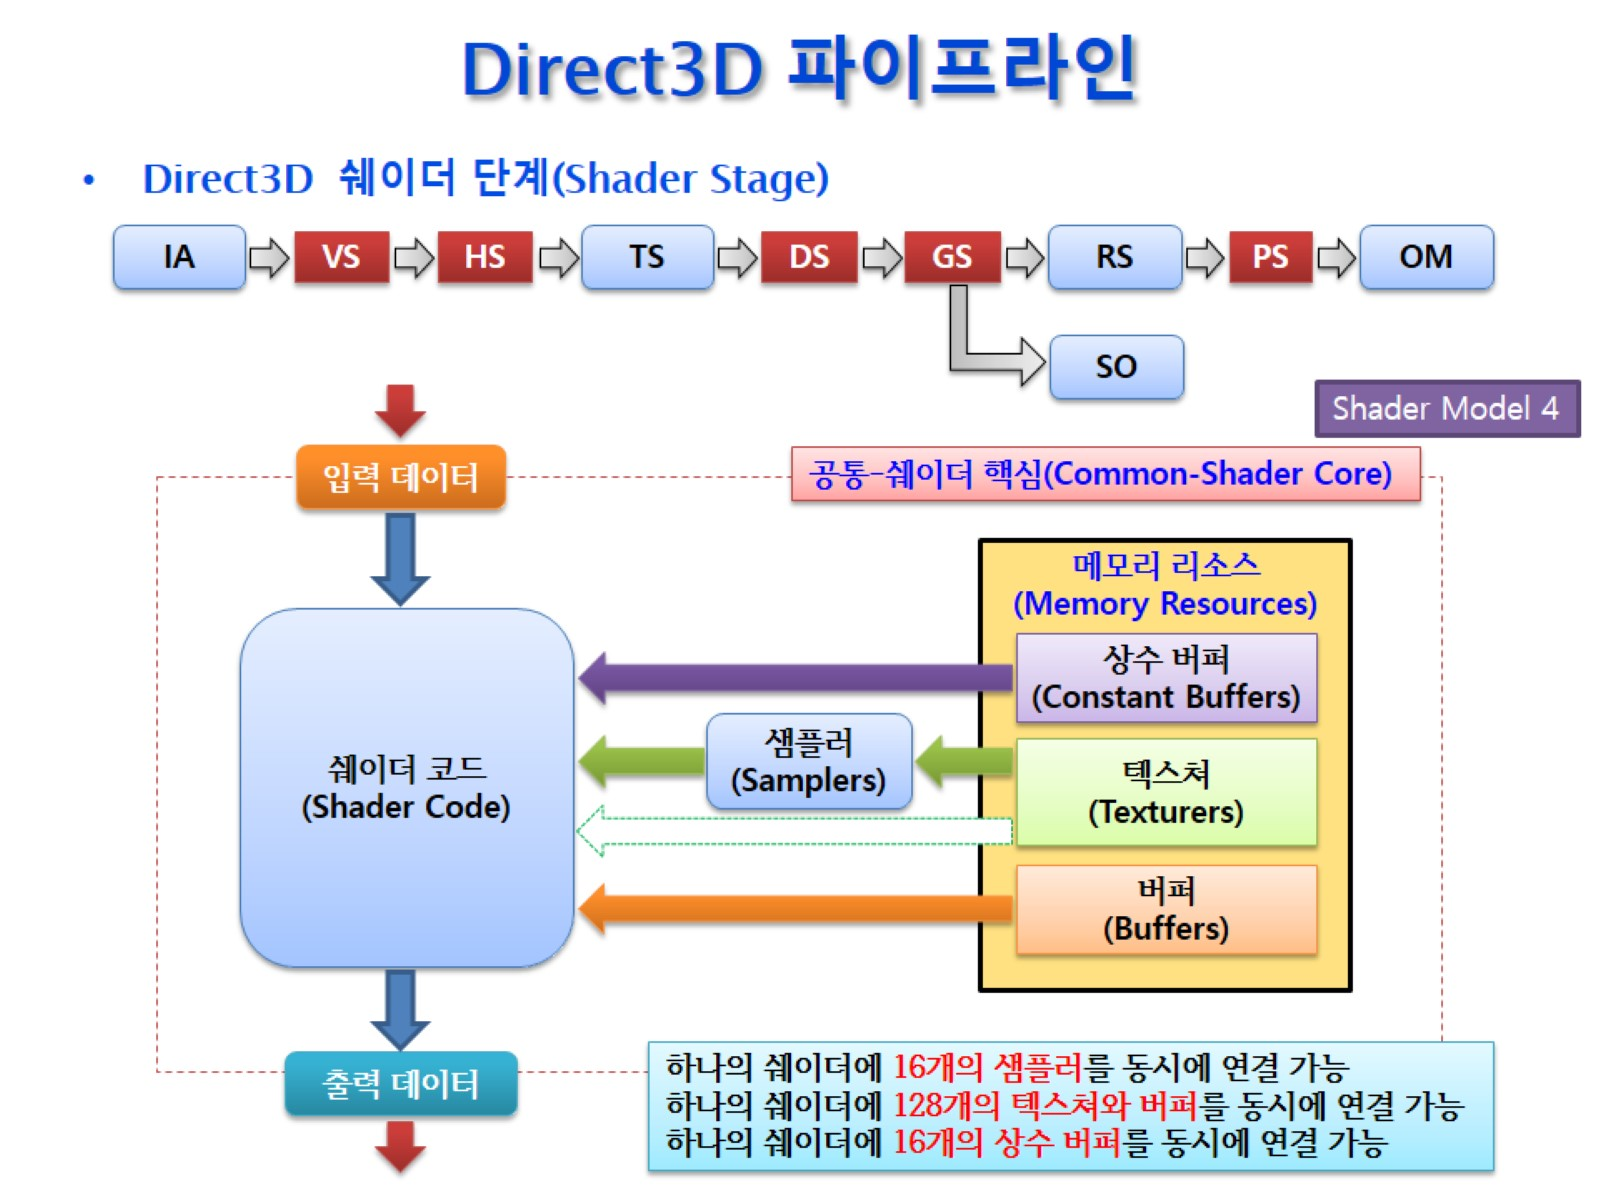 Direct3D 파이프라인
• Direct3D 쉐이더 단계(Shader Stage)
IA
VS
HS
TS
DS
GS
RS
PS
OM
SO
Shader Model 4
입력 데이터
공통-쉐이더 핵심(Common-Shader Core)
메모리 리소스
(Memory Resources)
상수 버퍼
(Constant Buffers)
샘플러
(Samplers)
텍스쳐
(Texturers)
쉐이더 코드
(Shader Code)
버퍼
(Buffers)
출력 데이터
하나의 쉐이더에 16개의 샘플러를 동시에 연결 가능
하나의 쉐이더에 128개의 텍스쳐와 버퍼를 동시에 연결 가능
하나의 쉐이더에 16개의 상수 버퍼를 동시에 연결 가능